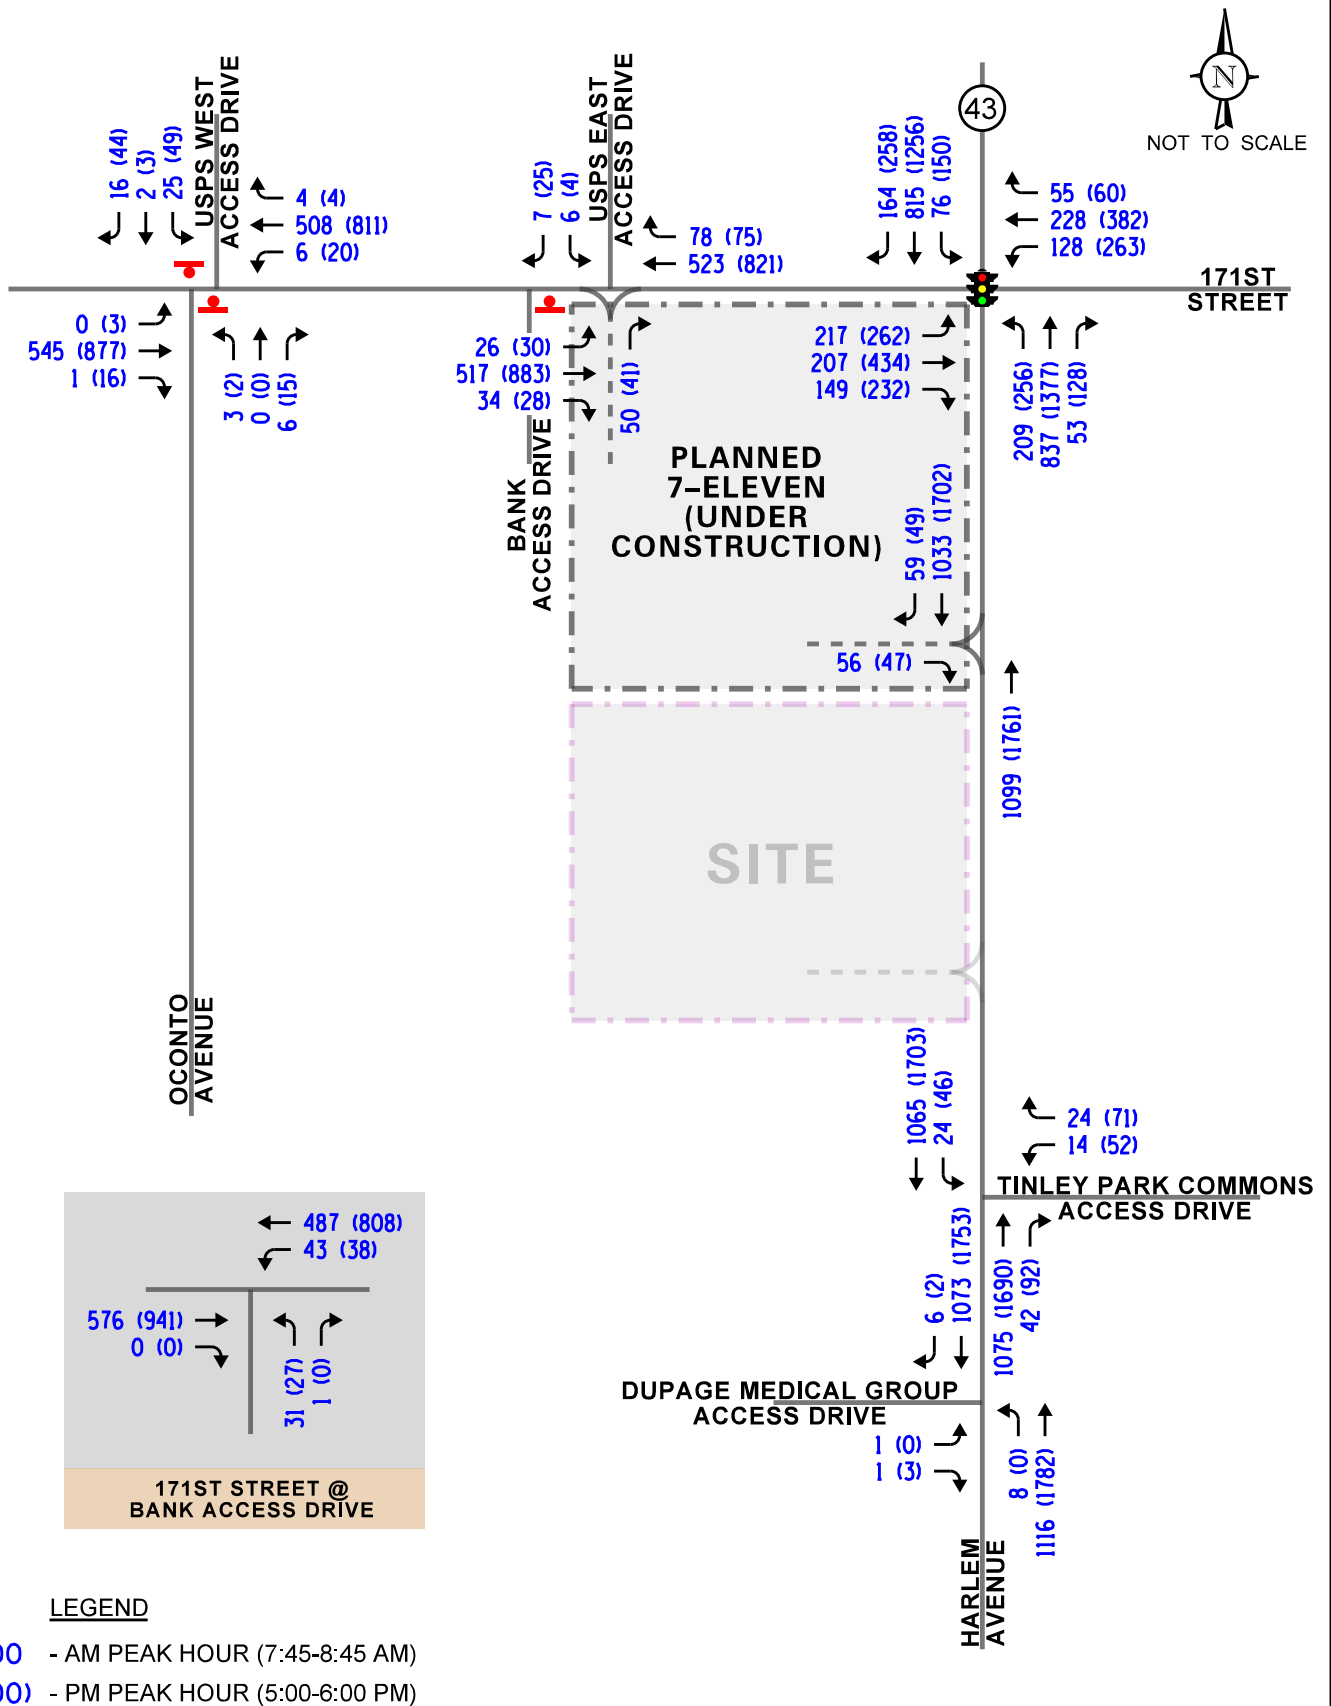 N
NOT TO SCALE
43
USPS WEST
ACCESS DRIVE
16 (44)
2 (3)
25 (49)
4 (4)
508 (811)
6 (20)
USPS EAST
ACCESS DRIVE
7 (25)
6 (4)
78 (75)
523 (821)
164 (258)
815 (1256)
76 (150)
55 (60)
228 (382)
128 (263)
171ST
STREET
0 (3)
545 (877)
1 (16)
3 (2)
0 (0)
6 (15)
26 (30)
517 (883)
34 (28)
50 (41)
217 (262)
207 (434)
149 (232)
209 (256)
837 (1377)
53 (128)
BANK
ACCESS DRIVE
PLANNED
7-ELEVEN
(UNDER
CONSTRUCTION)
59 (49)
1033 (1702)
56 (47)
1099 (1761)
SITE
OCONTO
AVENUE
1065 (1703)
24 (46)
24 (71)
14 (52)
TINLEY PARK COMMONS
ACCESS DRIVE
6 (2)
1073 (1753)
1075 (1690)
42 (92)
DUPAGE MEDICAL GROUP
ACCESS DRIVE
1 (0)
1 (3)
8 (0)
1116 (1782)
HARLEM
AVENUE
487 (808)
43 (38)
576 (941)
0 (0)
31 (27)
1 (0)
171ST STREET @
BANK ACCESS DRIVE
LEGEND
00 - AM PEAK HOUR (7:45-8:45 AM)
00) - PM PEAK HOUR (5:00-6:00 PM)